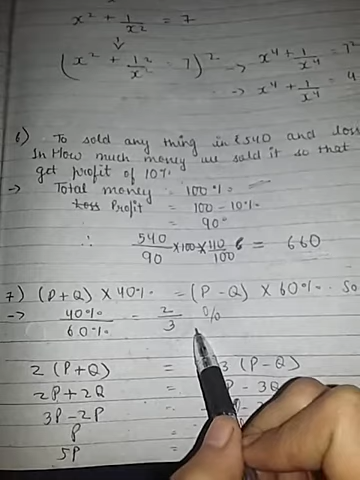 x² + 1/x² = 7
(x² + 1/x² = 7)² → x⁴ + 1/x⁴ = 7²
→ x⁴ + 1/x⁴ =
6) To sold any thing in ₹540 and loss
In How much money we sold it so that
get profit of 10%
→ Total money = 100%
Loss Profit = 100 - 10%
= 90%
∴ 540/90 × 100 × 110/100 = 660
7) (P+Q) × 40% = (P-Q) × 60%. So
→ 40%/60% = 2/3 %
2 (P+Q) = 3 (P-Q)
2P + 2Q = P - 3Q
3P - 2P =
P =
5P =